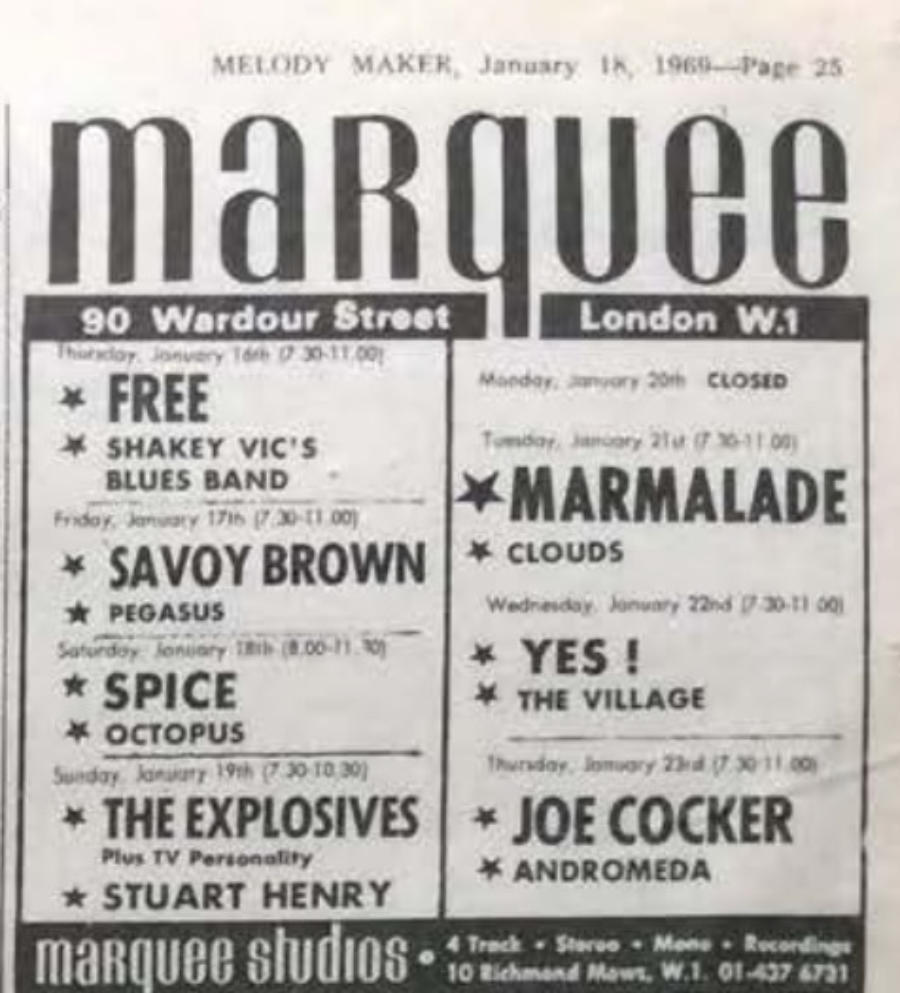 MELODY MAKER, January 18, 1969—Page 25
marquee
90 Wardour Street
London W.1
Thursday, January 16th (7.30-11.00)
FREE
SHAKEY VIC'S
BLUES BAND
Friday, January 17th (7.30-11.00)
SAVOY BROWN
PEGASUS
Saturday, January 18th (8.00-11.30)
SPICE
OCTOPUS
Sunday, January 19th (7.30-10.30)
THE EXPLOSIVES
Plus TV Personality
STUART HENRY
Monday, January 20th CLOSED
Tuesday, January 21st (7.30-11.00)
MARMALADE
CLOUDS
Wednesday, January 22nd (7.30-11.00)
YES !
THE VILLAGE
Thursday, January 23rd (7.30-11.00)
JOE COCKER
ANDROMEDA
marquee studios •
4 Track • Stereo • Mono • Recordings
10 Richmond Mews, W.1. 01-437 6731